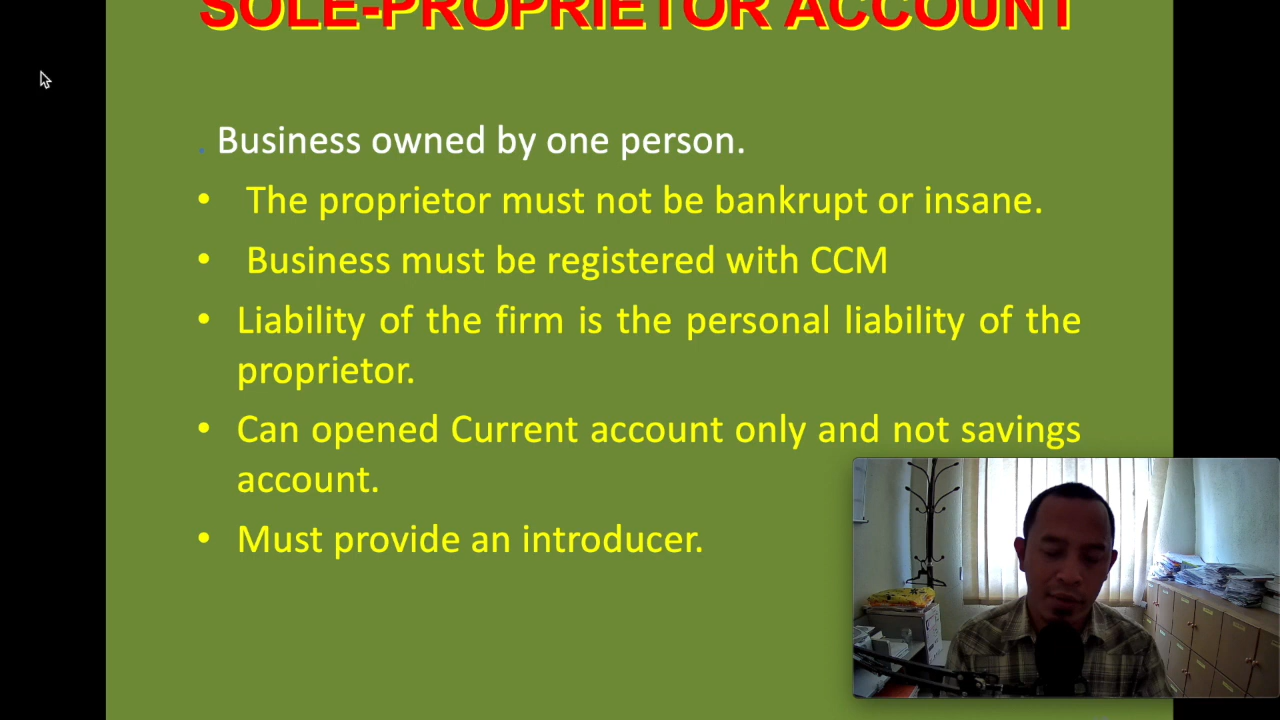 SOLE-PROPRIETOR ACCOUNT
. Business owned by one person.
• The proprietor must not be bankrupt or insane.
• Business must be registered with CCM
• Liability of the firm is the personal liability of the
proprietor.
• Can opened Current account only and not savings
account.
• Must provide an introducer.